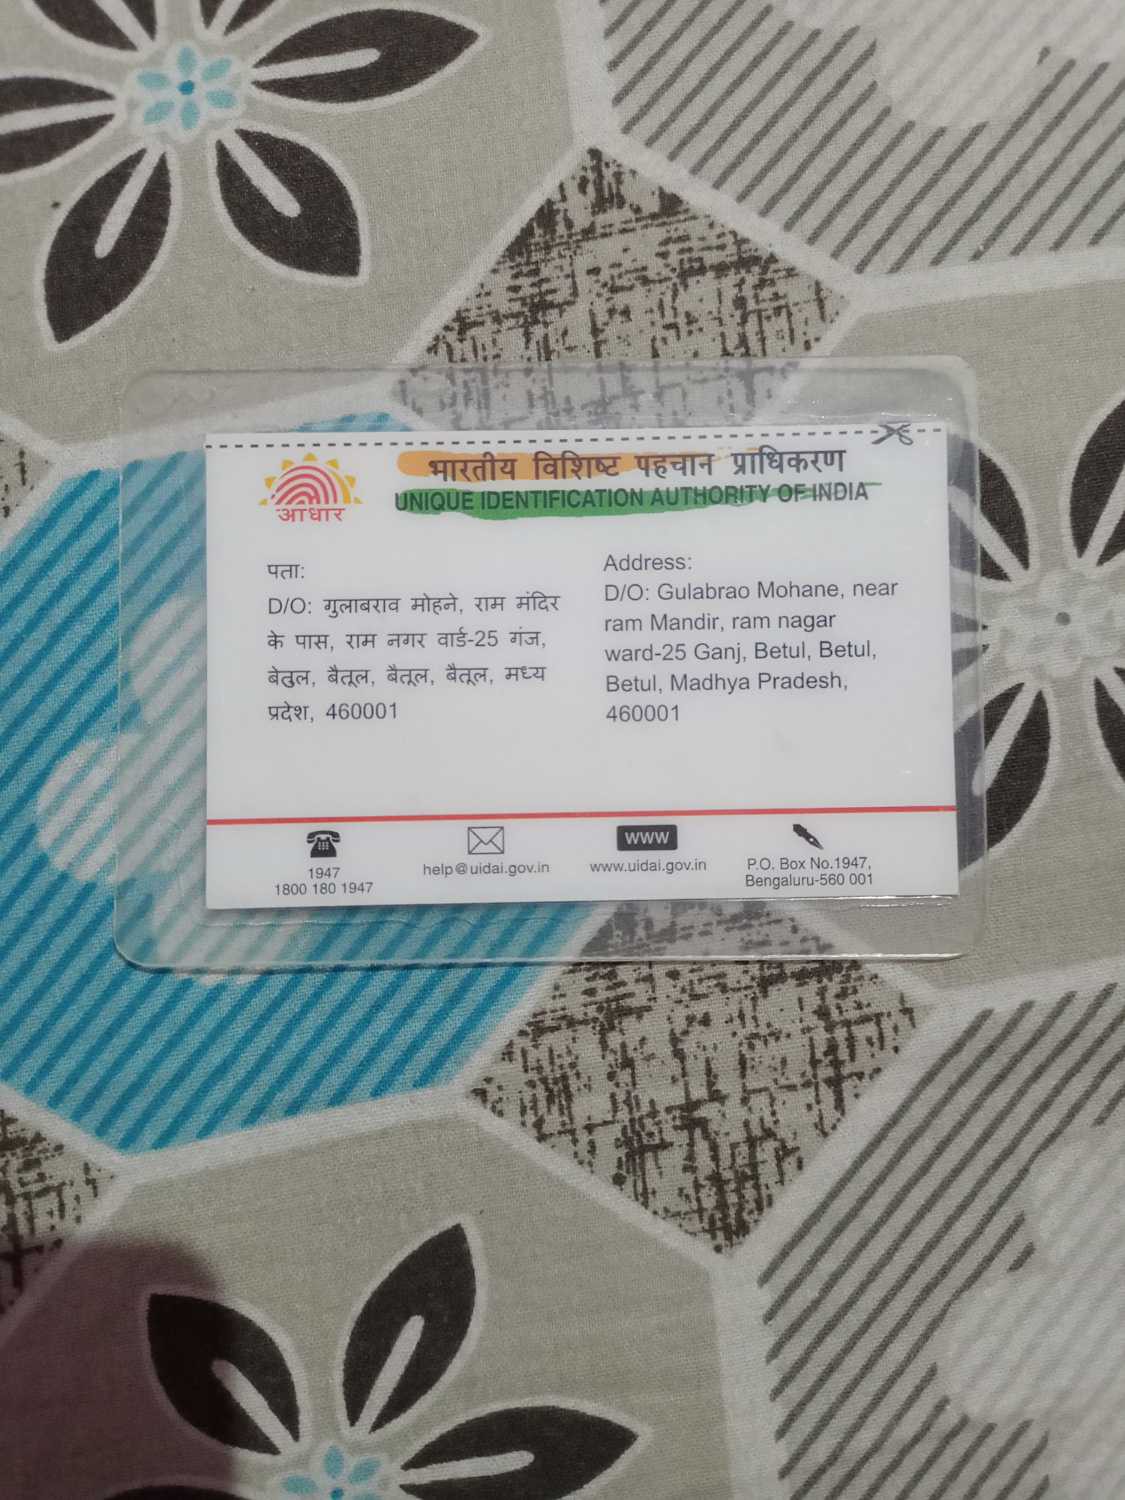 आधार
भारतीय विशिष्ट पहचान प्राधिकरण
UNIQUE IDENTIFICATION AUTHORITY OF INDIA
पता:
D/O: गुलाबराव मोहने, राम मंदिर
के पास, राम नगर वार्ड-25 गंज,
बेतुल, बैतूल, बैतूल, बैतूल, मध्य
प्रदेश, 460001
Address:
D/O: Gulabrao Mohane, near
ram Mandir, ram nagar
ward-25 Ganj, Betul, Betul,
Betul, Madhya Pradesh,
460001
1947
1800 180 1947
help@uidai.gov.in
www
www.uidai.gov.in
P.O. Box No.1947,
Bengaluru-560 001